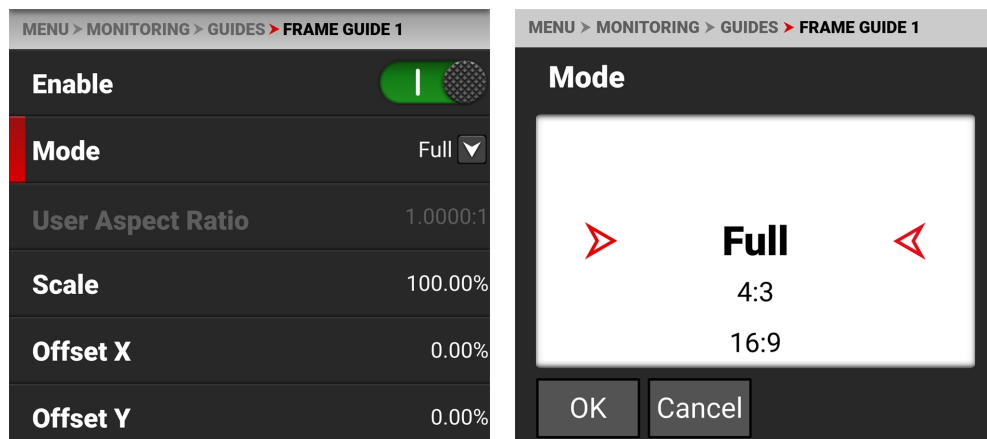 MENU > MONITORING > GUIDES > FRAME GUIDE 1
Enable
Mode Full
User Aspect Ratio 1.0000:1
Scale 100.00%
Offset X 0.00%
Offset Y 0.00%
MENU > MONITORING > GUIDES > FRAME GUIDE 1
Mode
Full
4:3
16:9
OK Cancel